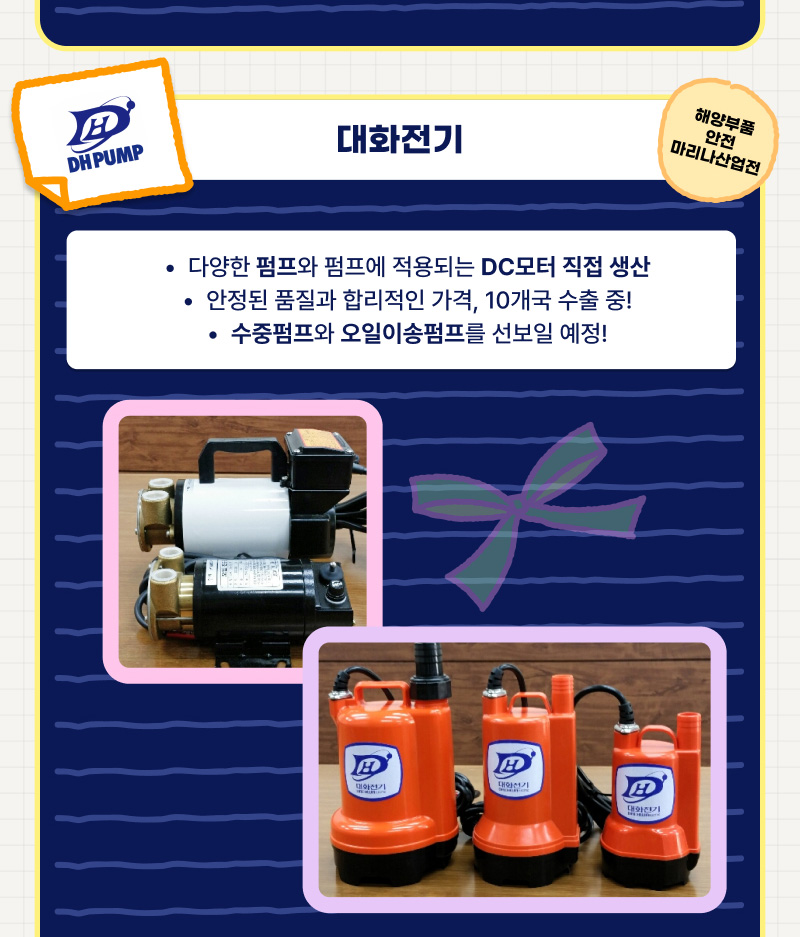 DH PUMP
대화전기
해양부품
안전
마리나산업전
• 다양한 펌프와 펌프에 적용되는 DC모터 직접 생산
• 안정된 품질과 합리적인 가격, 10개국 수출 중!
• 수중펌프와 오일이송펌프를 선보일 예정!
대화전기
대화전기
대화전기